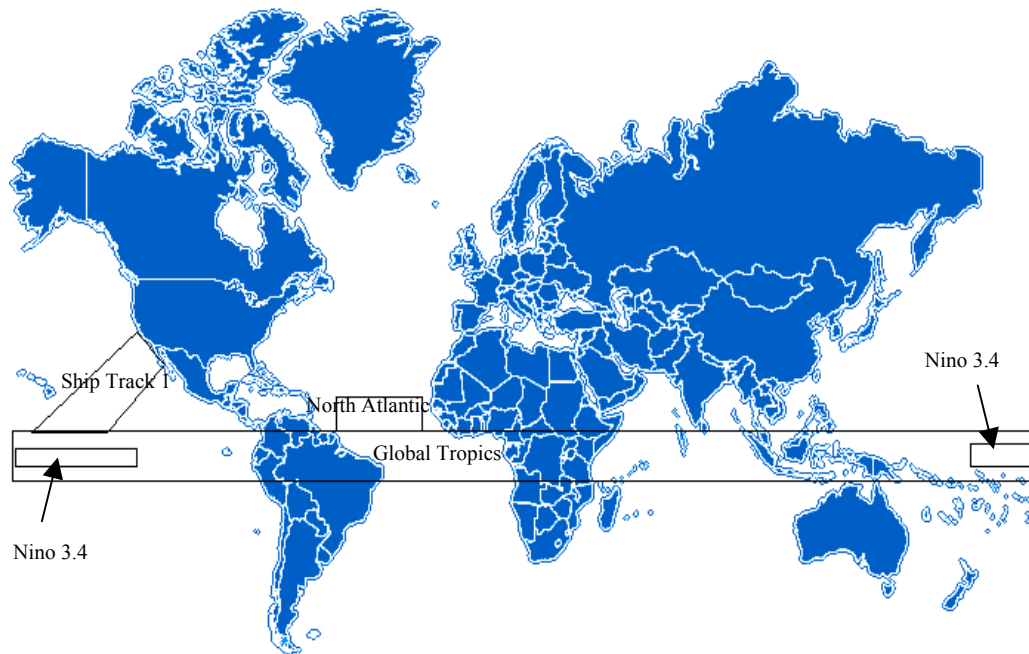 Nino 3.4
Ship Track 1
North Atlantic
Global Tropics
Nino 3.4